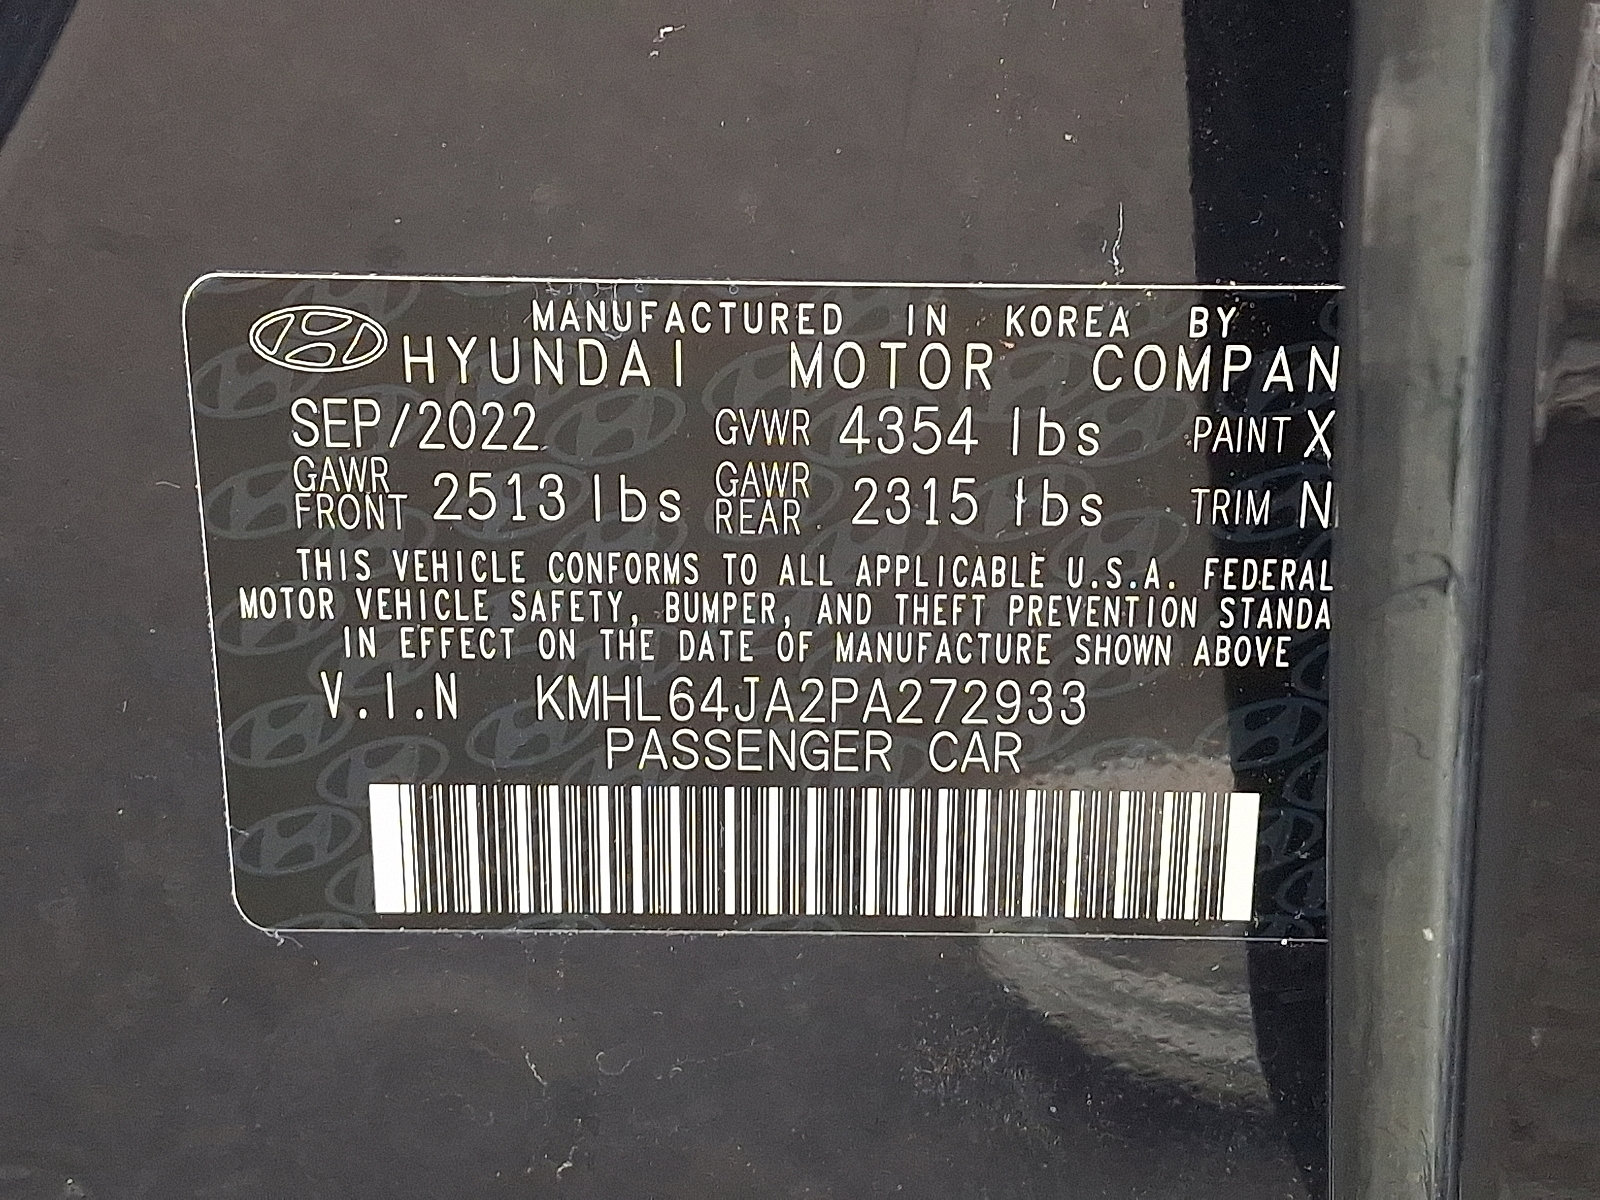 MANUFACTURED IN KOREA BY
HYUNDAI MOTOR COMPAN
SEP/2022 GVWR 4354 lbs PAINT X
GAWR FRONT 2513 lbs GAWR REAR 2315 lbs TRIM N
THIS VEHICLE CONFORMS TO ALL APPLICABLE U.S.A. FEDERAL
MOTOR VEHICLE SAFETY, BUMPER, AND THEFT PREVENTION STANDA
IN EFFECT ON THE DATE OF MANUFACTURE SHOWN ABOVE
V.I.N KMHL64JA2PA272933
PASSENGER CAR